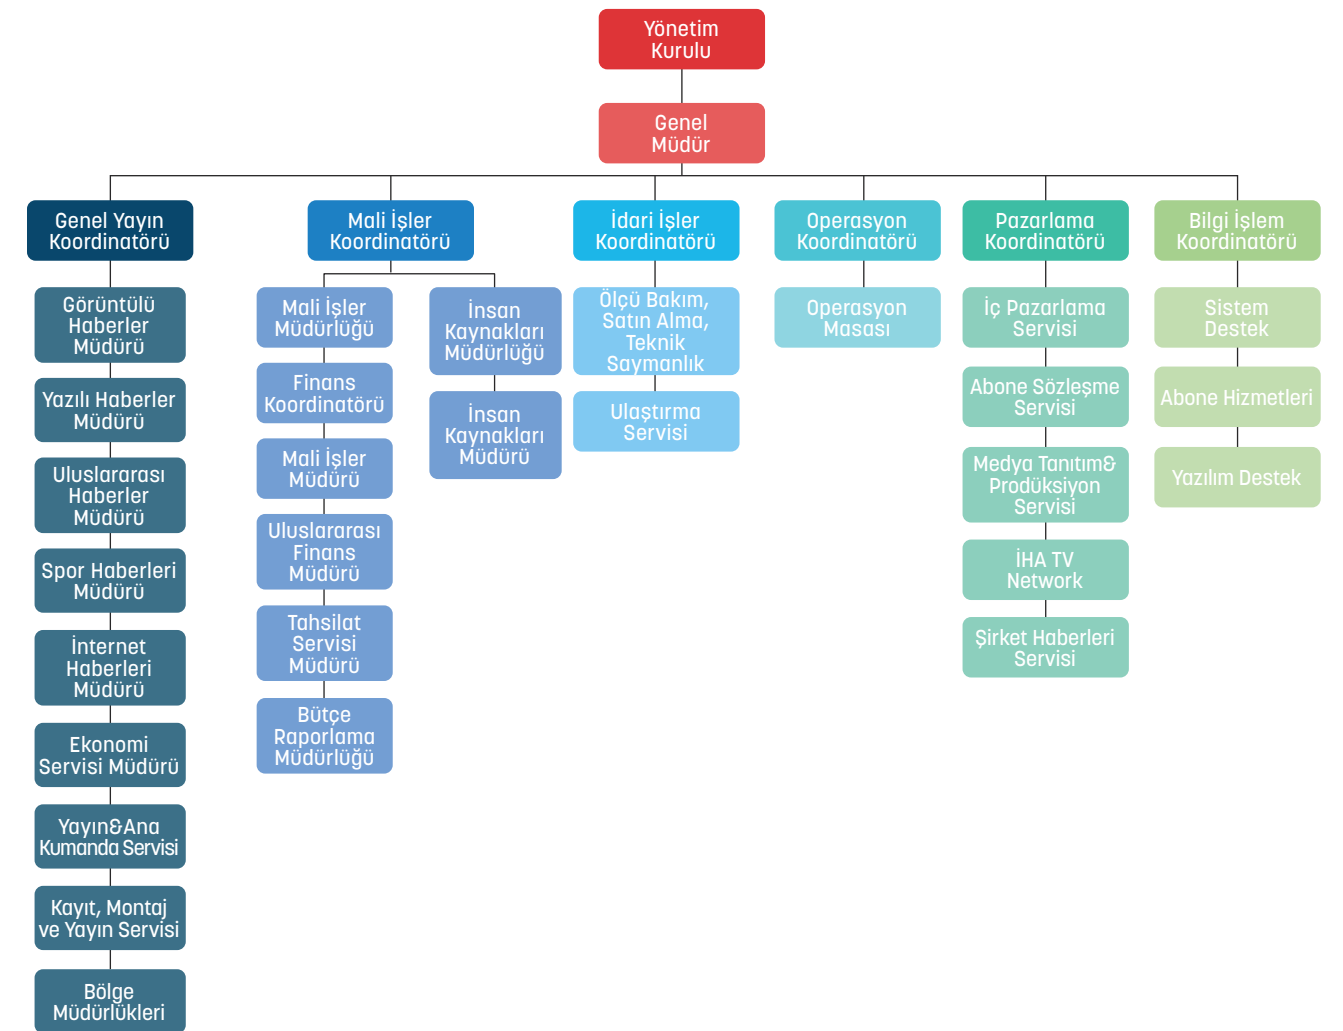 Yönetim
Kurulu
Genel
Müdür
Genel Yayın
Koordinatörü
Görüntülü
Haberler
Müdürü
Yazılı Haberler
Müdürü
Uluslararası
Haberler
Müdürü
Spor Haberleri
Müdürü
İnternet
Haberleri
Müdürü
Ekonomi
Servisi Müdürü
Yayın&Ana
Kumanda Servisi
Kayıt, Montaj
ve Yayın Servisi
Bölge
Müdürlükleri
Mali İşler
Koordinatörü
Mali İşler
Müdürlüğü
Finans
Koordinatörü
Mali İşler
Müdürü
Uluslararası
Finans
Müdürü
Tahsilat
Servisi
Müdürü
Bütçe
Raporlama
Müdürlüğü
İnsan
Kaynakları
Müdürlüğü
İnsan
Kaynakları
Müdürü
İdari İşler
Koordinatörü
Ölçü Bakım,
Satın Alma,
Teknik
Saymanlık
Ulaştırma
Servisi
Operasyon
Koordinatörü
Operasyon
Masası
Pazarlama
Koordinatörü
İç Pazarlama
Servisi
Abone Sözleşme
Servisi
Medya Tanıtım&
Prodüksiyon
Servisi
İHA TV
Network
Şirket Haberleri
Servisi
Bilgi İşlem
Koordinatörü
Sistem
Destek
Abone Hizmetleri
Yazılım Destek